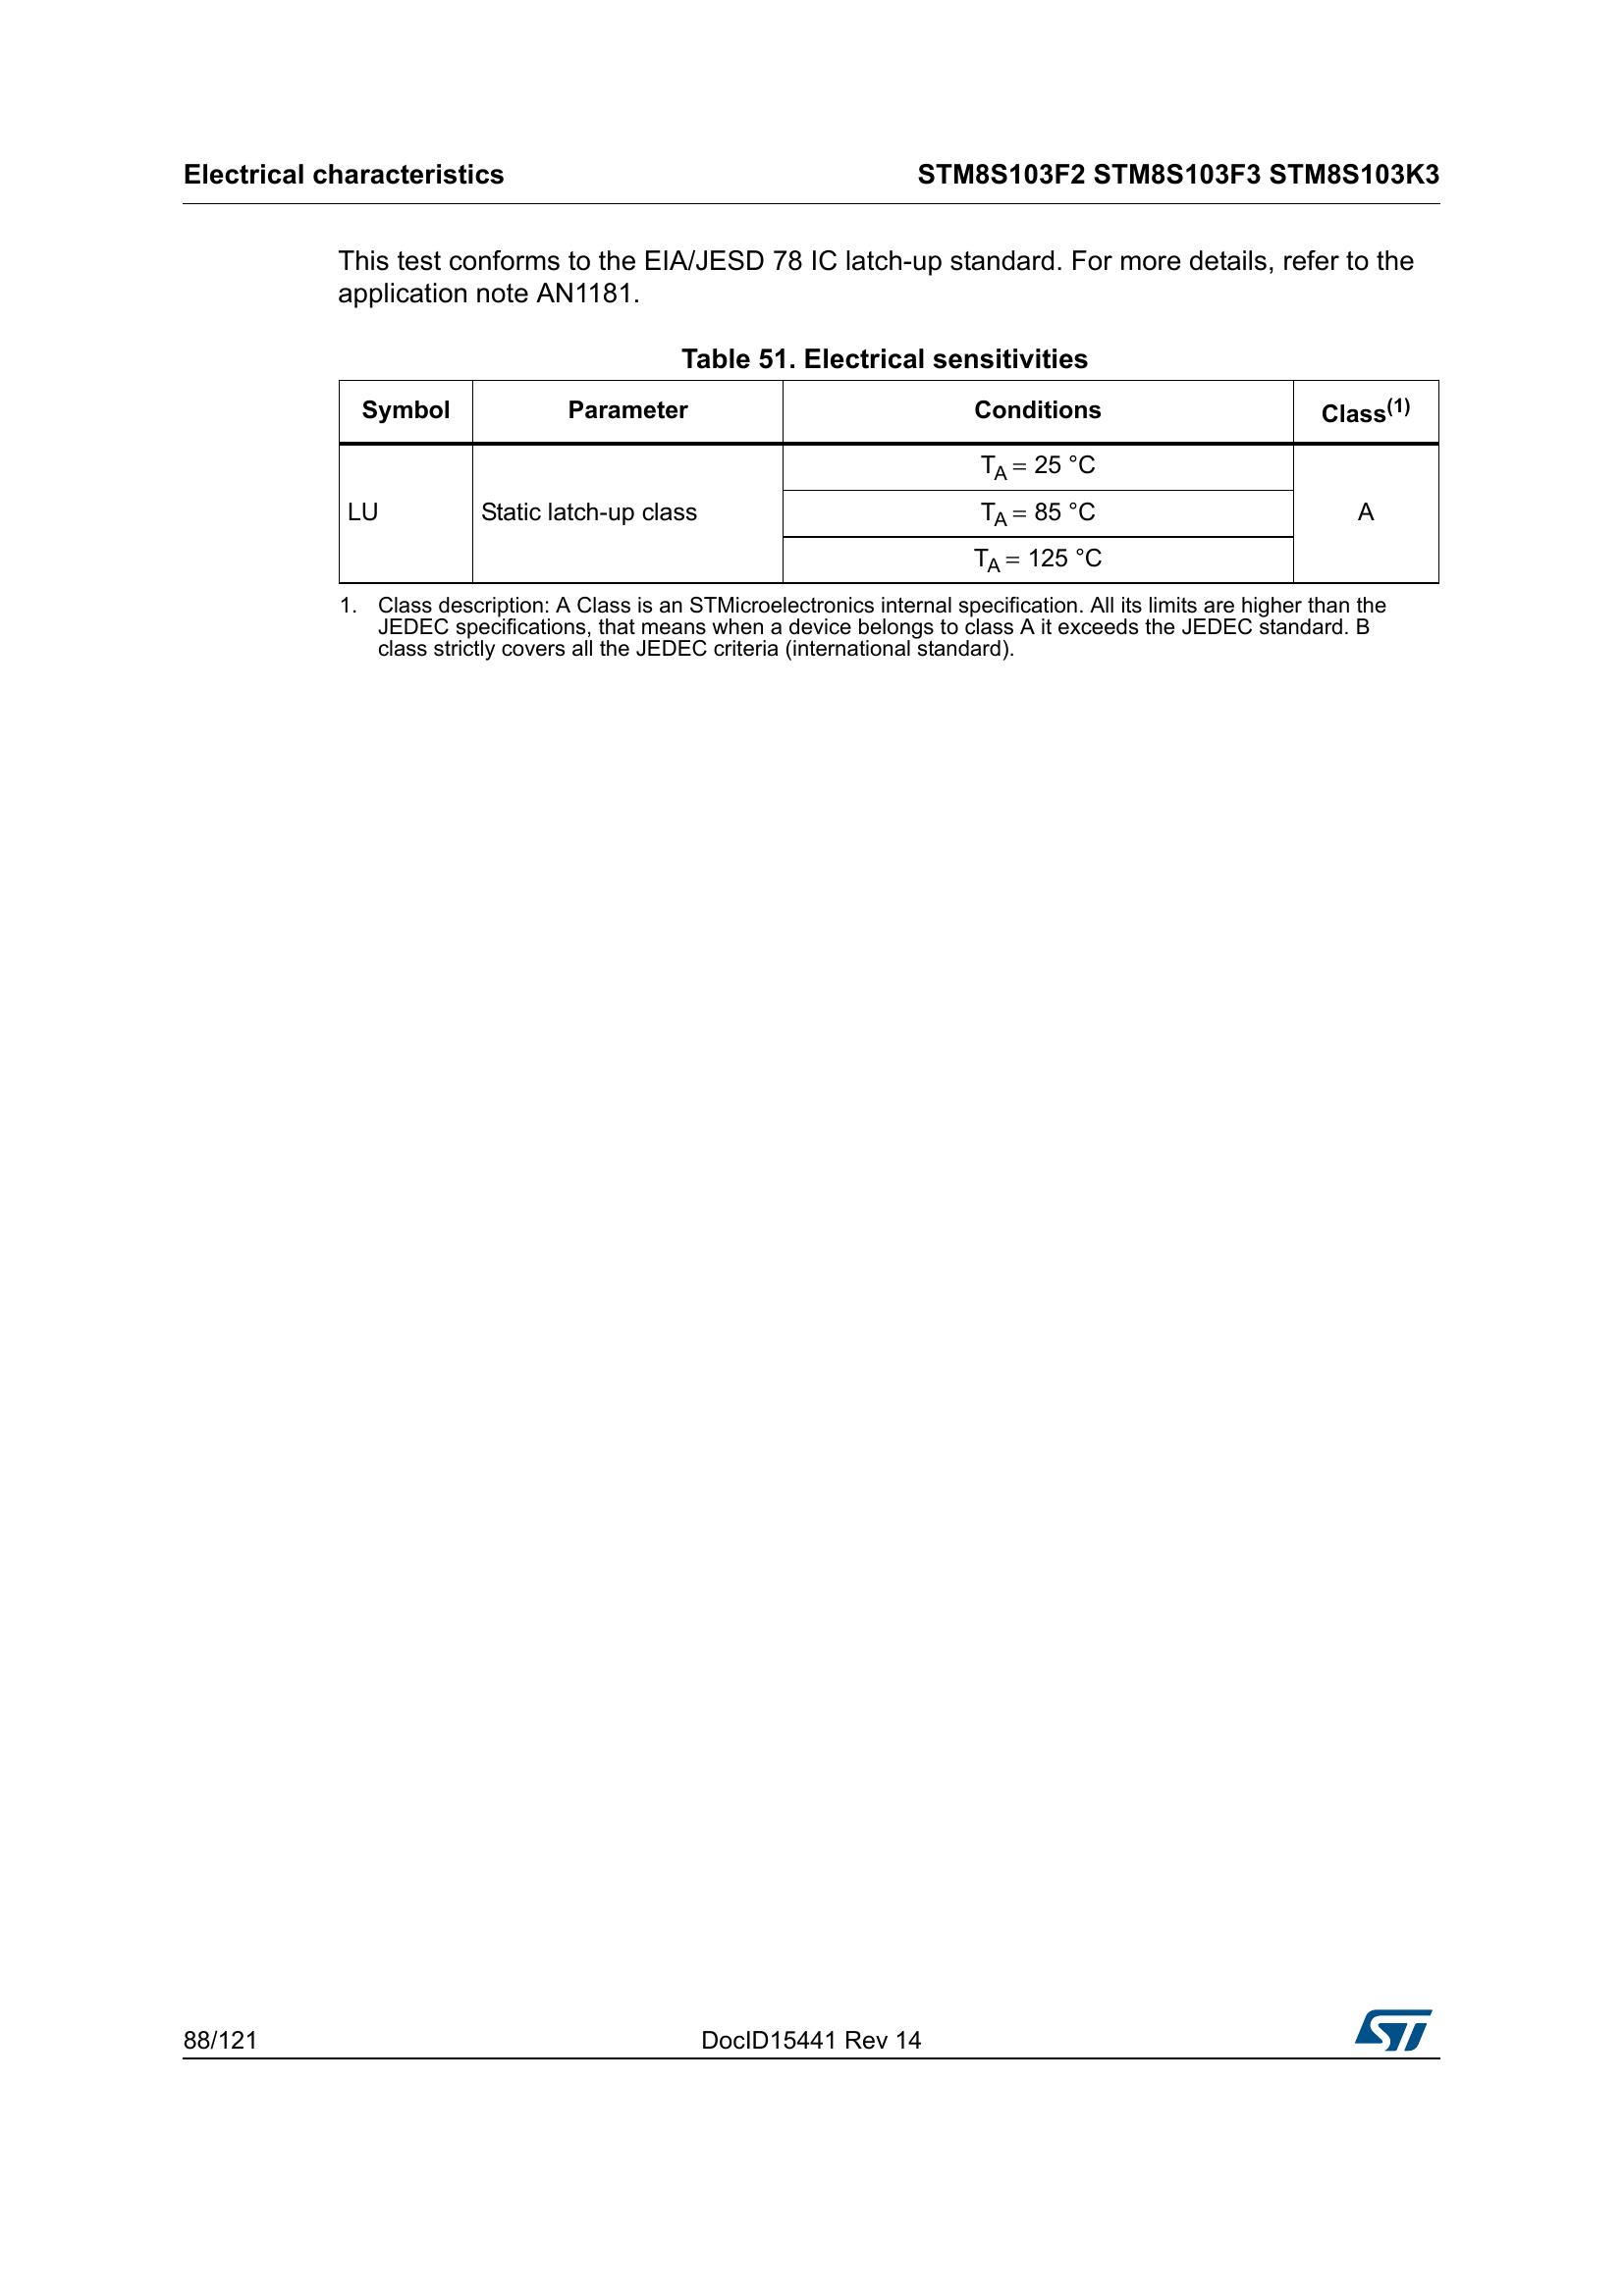 Electrical characteristics STM8S103F2 STM8S103F3 STM8S103K3
This test conforms to the EIA/JESD 78 IC latch-up standard. For more details, refer to the
application note AN1181.
Table 51. Electrical sensitivities
Symbol Parameter Conditions Class(1)
TA = 25 °C
LU Static latch-up class TA = 85 °C A
TA = 125 °C
1. Class description: A Class is an STMicroelectronics internal specification. All its limits are higher than the
JEDEC specifications, that means when a device belongs to class A it exceeds the JEDEC standard. B
class strictly covers all the JEDEC criteria (international standard).
88/121 DocID15441 Rev 14 ST